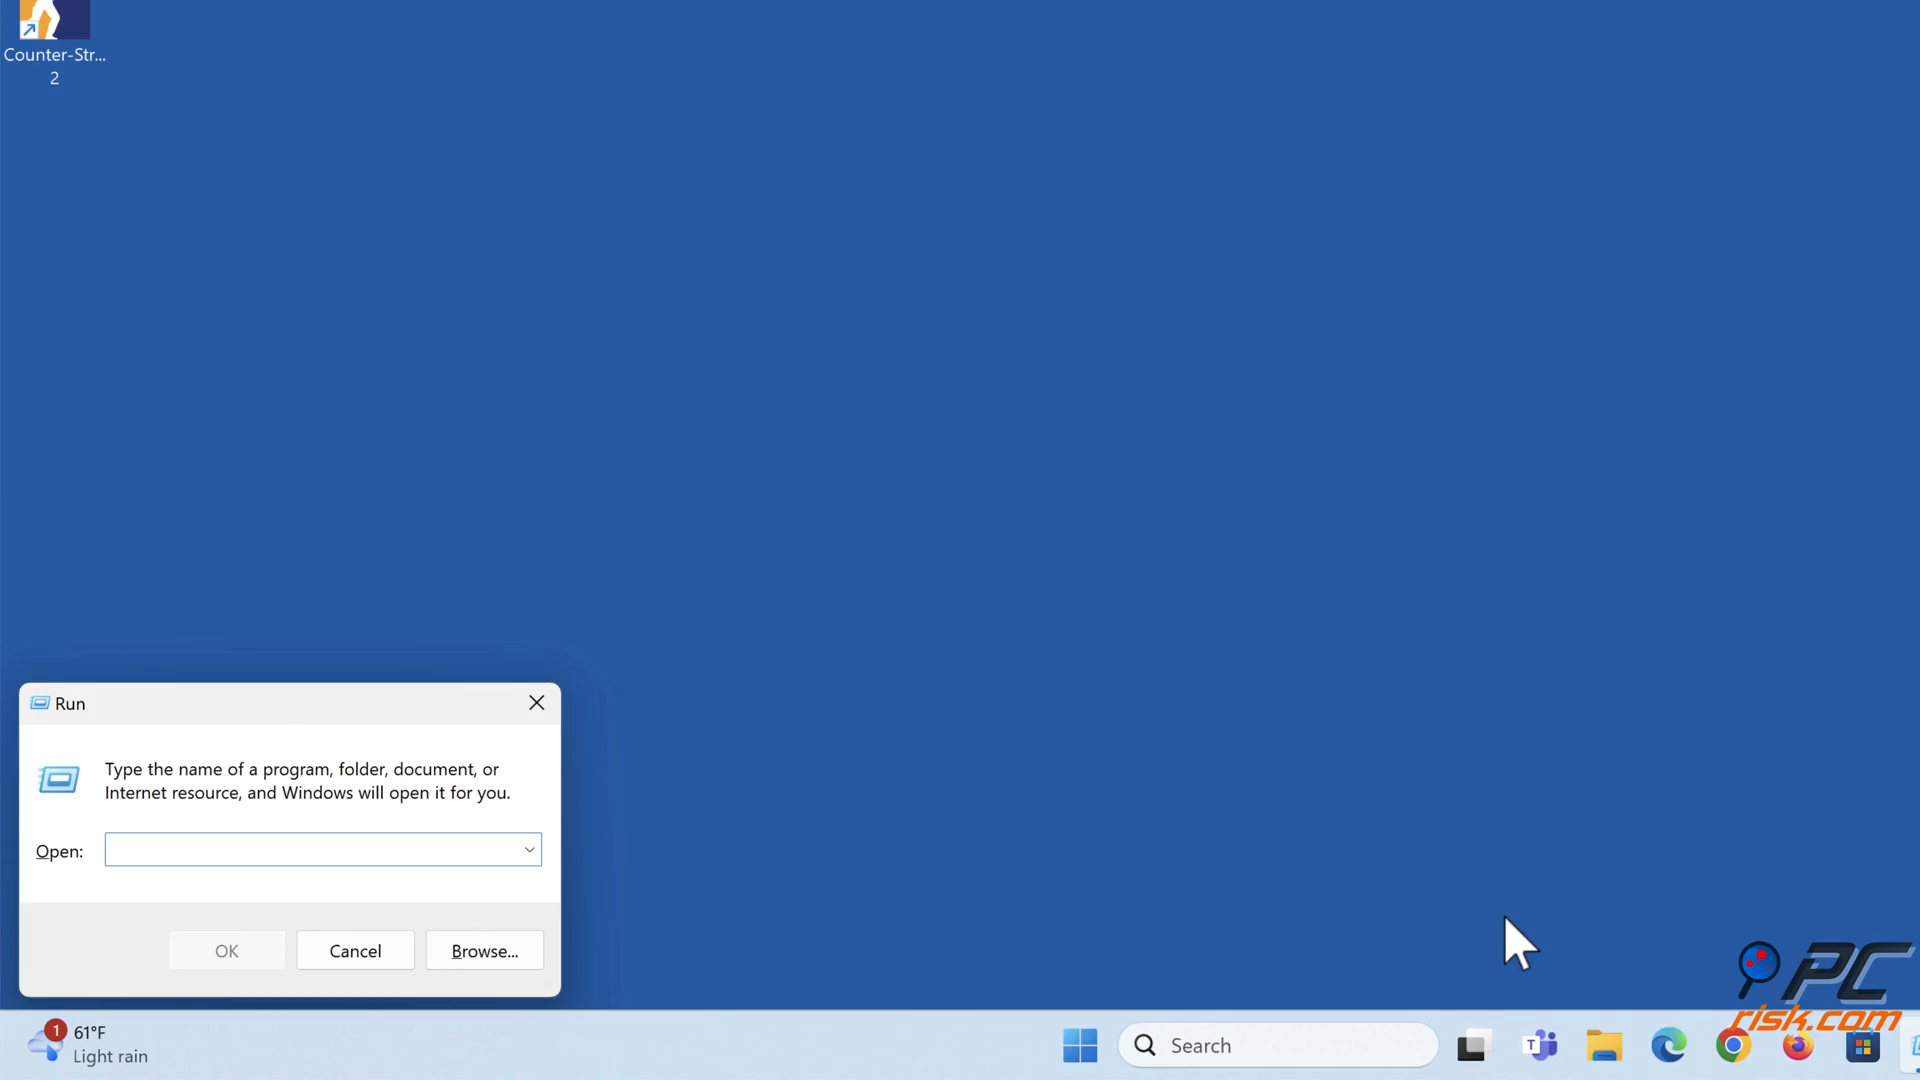 Counter-Str...
2
Run
Type the name of a program, folder, document, or
Internet resource, and Windows will open it for you.
Open:
OK
Cancel
Browse...
1
61°F
Light rain
Search
T
PC
risk.com